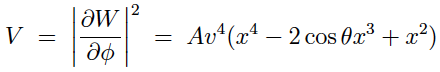 V = |∂W/∂ϕ|² = Av⁴(x⁴ − 2 cos θx³ + x²)